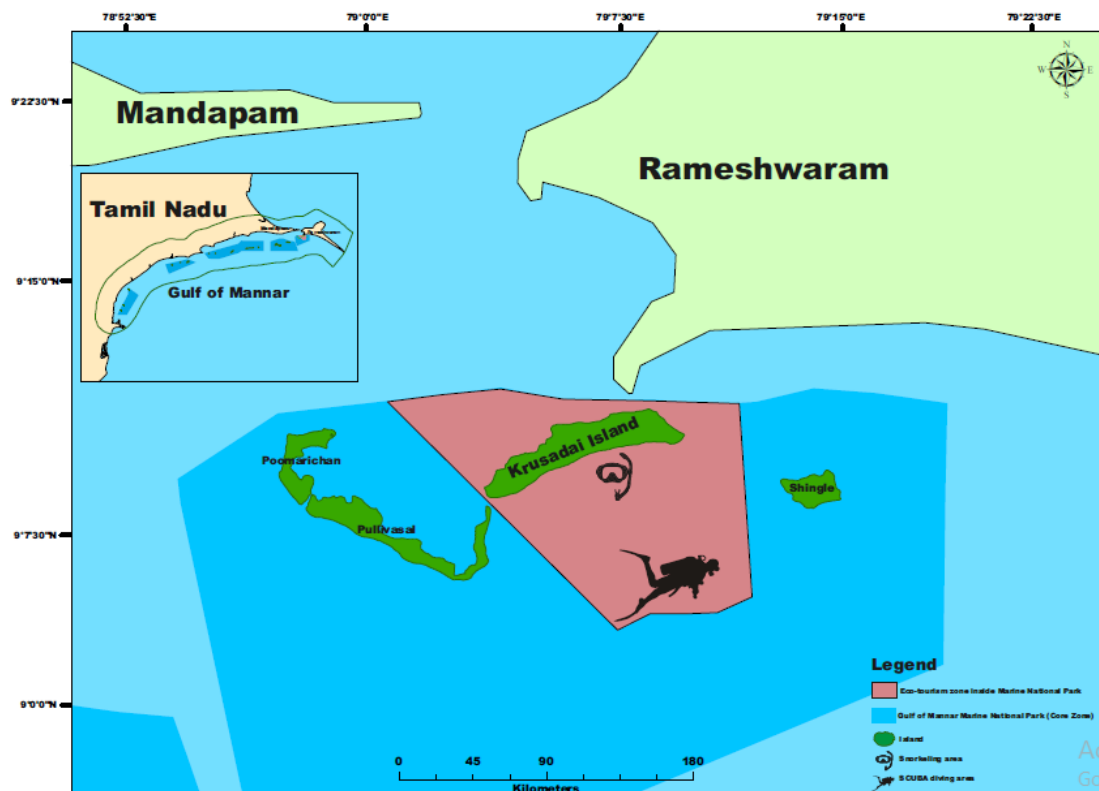 78°52'30"E 79°0'0"E 79°7'30"E 79°15'0"E 79°22'30"E
N
W E
S
9°22'30"N
Mandapam
Rameshwaram
Tamil Nadu
Gulf of Mannar
9°15'0"N
Krusadai Island
Poomarichan
Shingle
9°7'30"N
Pullivasal
Legend
Eco-tourism zone Inside Marine National Park
9°0'0"N
Gulf of Mannar Marine National Park (Core Zone)
Island
Snorkeling area
SCUBA diving area
0 45 90 180
Kilometers